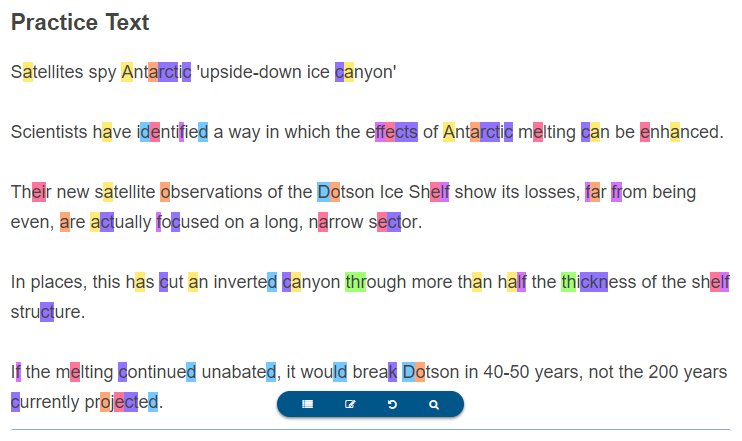 Practice Text
Satellites spy Antarctic 'upside-down ice canyon'
Scientists have identified a way in which the effects of Antarctic melting can be enhanced.
Their new satellite observations of the Dotson Ice Shelf show its losses, far from being
even, are actually focused on a long, narrow sector.
In places, this has cut an inverted canyon through more than half the thickness of the shelf
structure.
If the melting continued unabated, it would break Dotson in 40-50 years, not the 200 years
currently projected.